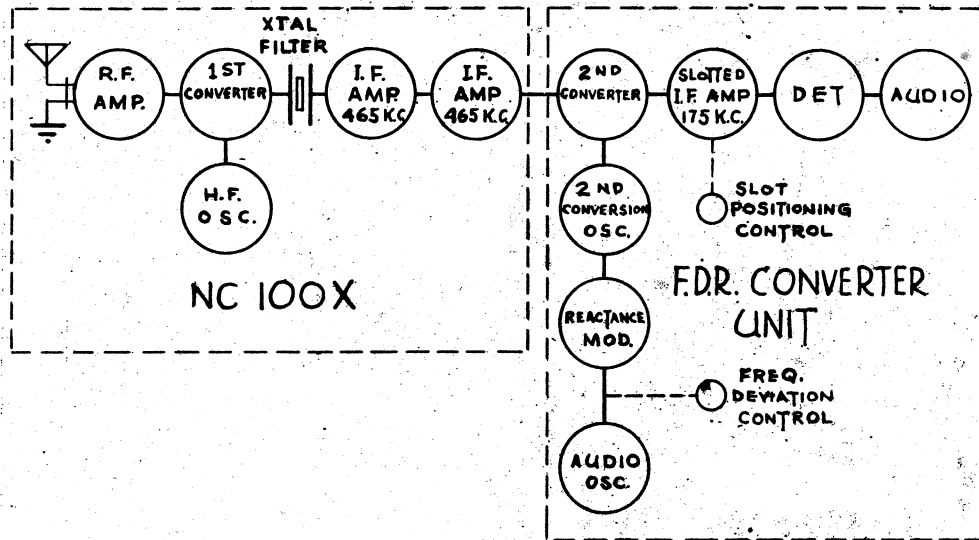 XTAL
FILTER
R.F.
AMP.
1ST
CONVERTER
I.F.
AMP
465 K.C.
I.F.
AMP
465 K.C.
H.F.
OSC.
NC 100X
2ND
CONVERTER
SLOTTED
I.F. AMP
175 K.C.
DET
AUDIO
2ND
CONVERSION
OSC.
SLOT
POSITIONING
CONTROL
F.D.R. CONVERTER
UNIT
REACTANCE
MOD.
FREQ.
DEVIATION
CONTROL
AUDIO
OSC.